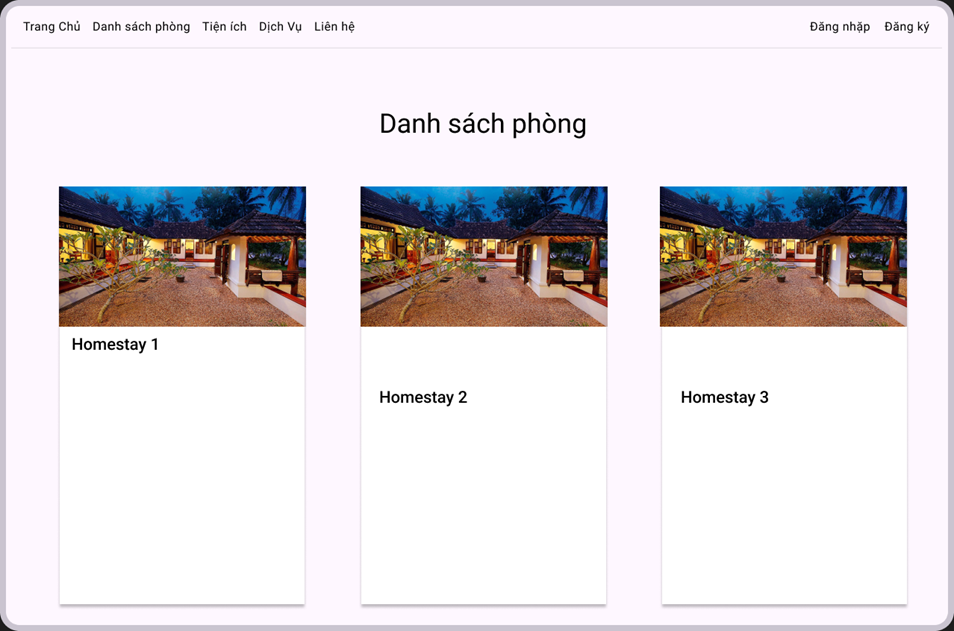 Trang Chủ Danh sách phòng Tiện ích Dịch Vụ Liên hệ Đăng nhập Đăng ký
Danh sách phòng
Homestay 1
Homestay 2
Homestay 3